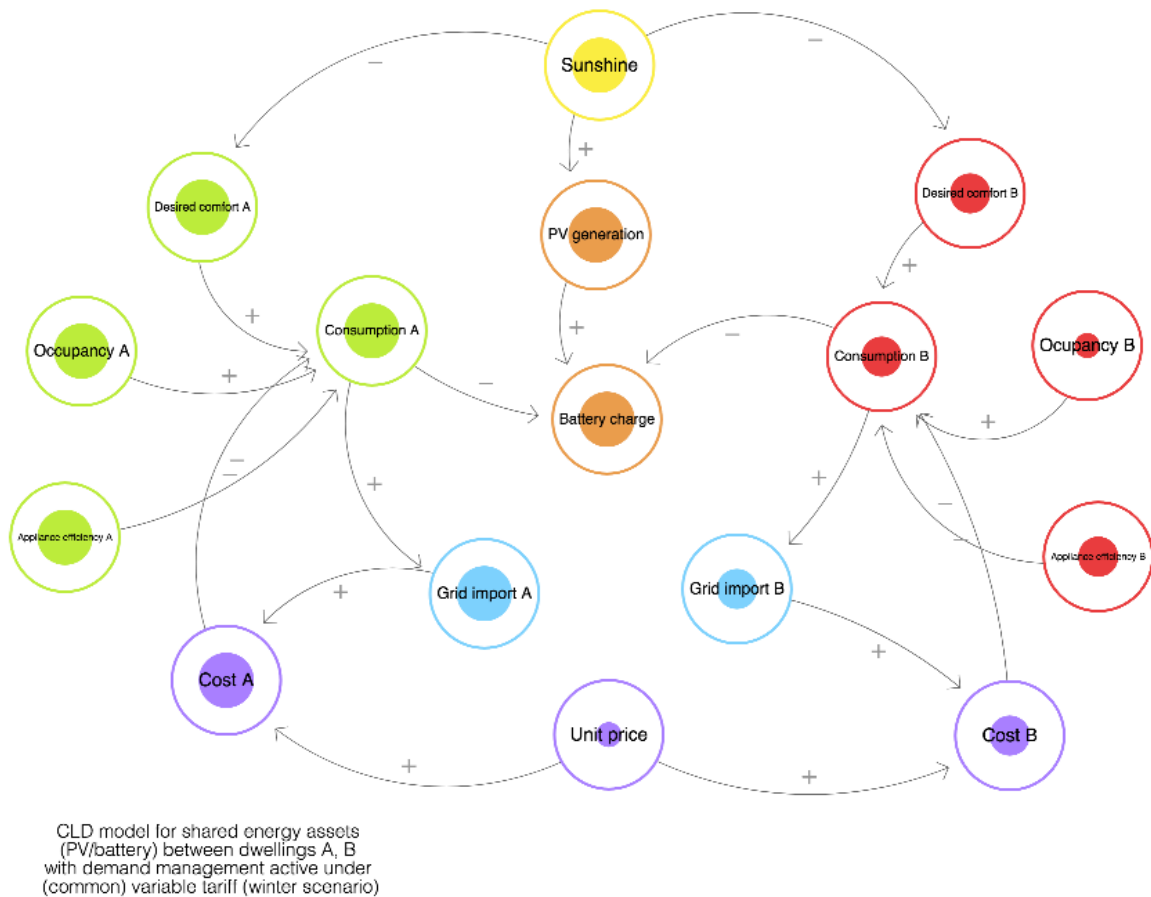 Sunshine
−
−
+
Desired comfort A
Desired comfort B
PV generation
+
+
+
Consumption A
−
Occupancy A
Consumption B
Ocupancy B
+
−
Battery charge
+
−
−
+
+
−
−
Appliance efficiency A
Appliance efficiency B
+
Grid import A
Grid import B
+
Cost A
Unit price
Cost B
+
+
CLD model for shared energy assets
(PV/battery) between dwellings A, B
with demand management active under
(common) variable tariff (winter scenario)